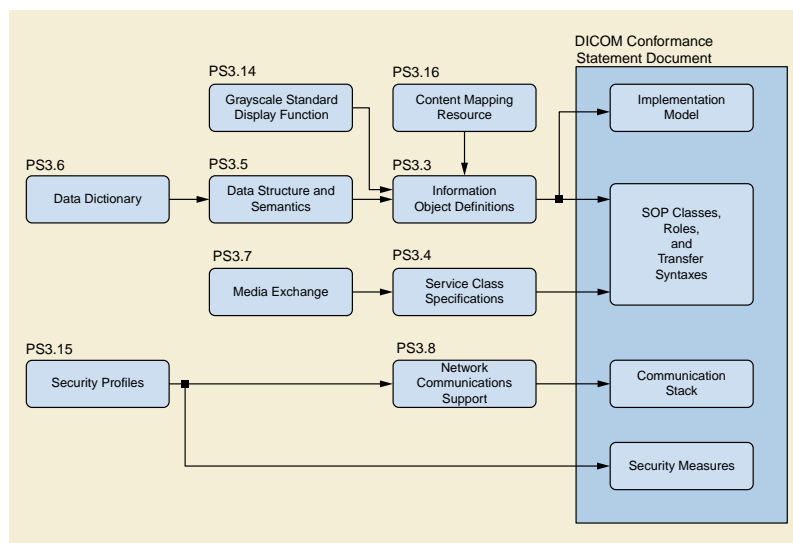 DICOM Conformance
Statement Document
PS3.14
Grayscale Standard
Display Function
PS3.16
Content Mapping
Resource
Implementation
Model
PS3.6
Data Dictionary
PS3.5
Data Structure and
Semantics
PS3.3
Information
Object Definitions
SOP Classes,
Roles,
and
Transfer
Syntaxes
PS3.7
Media Exchange
PS3.4
Service Class
Specifications
PS3.15
Security Profiles
PS3.8
Network
Communications
Support
Communication
Stack
Security Measures